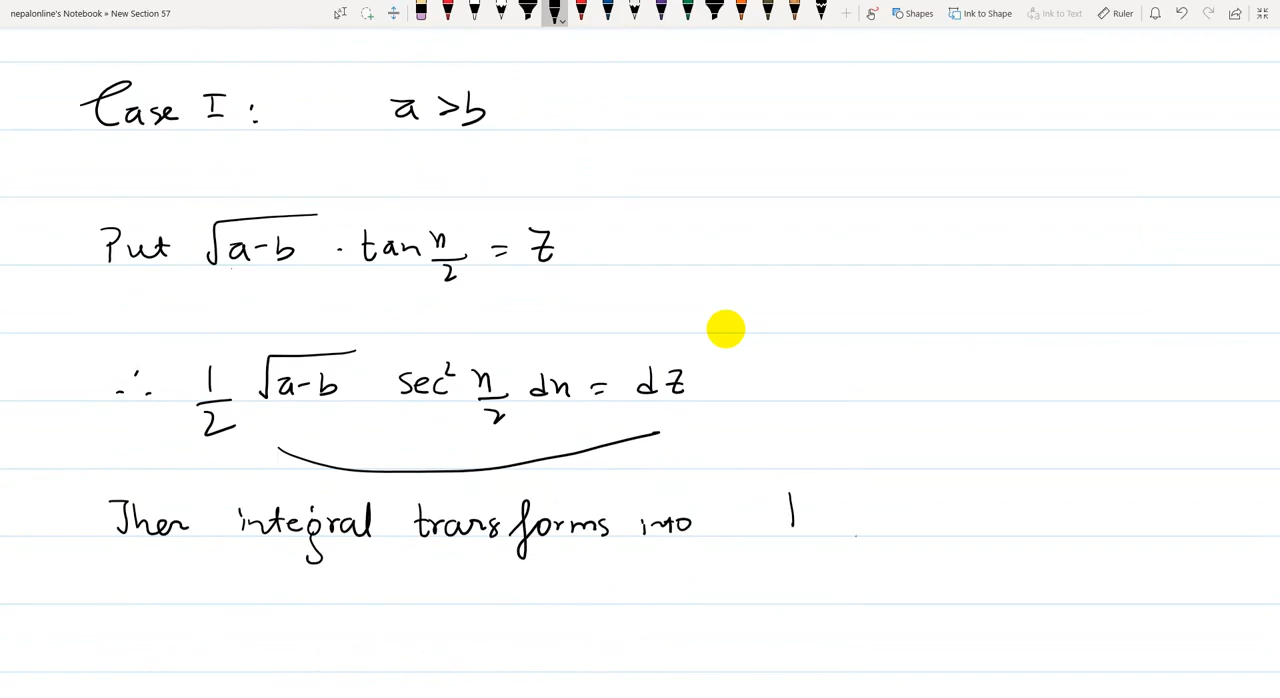 nepalonline's Notebook » New Section 57
Shapes Ink to Shape Ink to Text Ruler
Case I : a > b
Put √(a-b) · tan x/2 = Z
∴ 1/2 √(a-b) sec² x/2 dx = dZ
Then integral transforms into